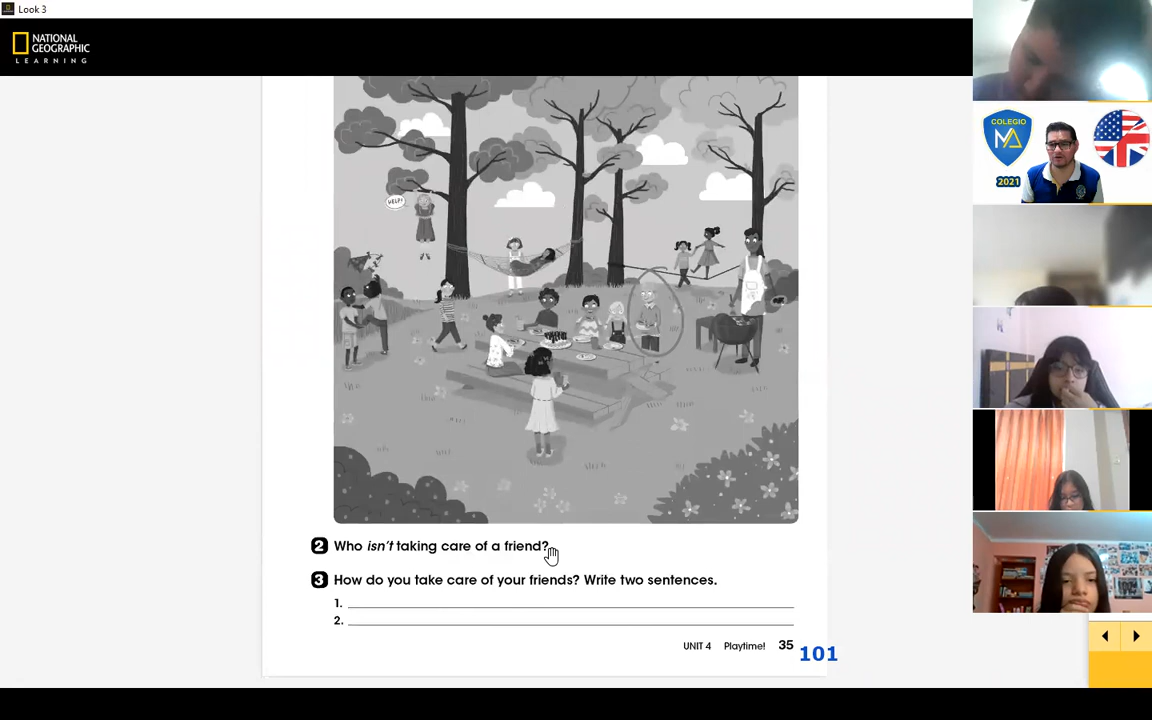 Look 3
NATIONAL
GEOGRAPHIC
LEARNING
COLEGIO
MA
2021
HELP!
2 Who isn't taking care of a friend?
3 How do you take care of your friends? Write two sentences.
1.
2.
UNIT 4 Playtime! 35
101